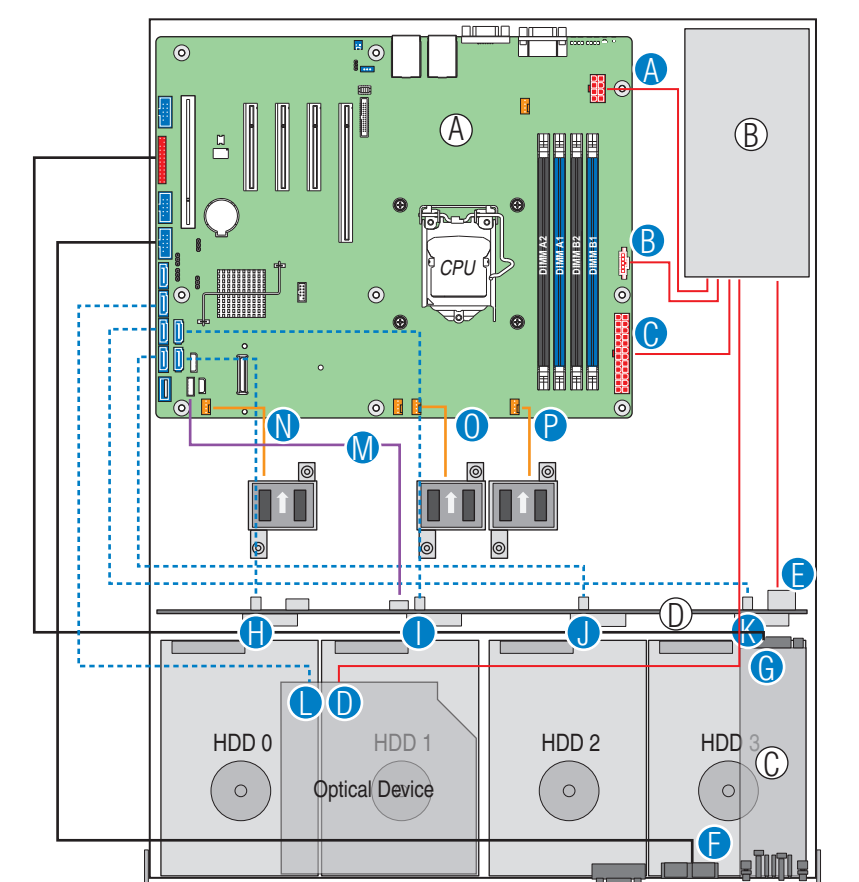 A
A
B
CPU
DIMM A2
DIMM A1
DIMM B2
DIMM B1
B
C
N
M
O
P
E
D
H
I
J
K
G
L
D
HDD 0
HDD 1
HDD 2
HDD 3
C
Optical Device
F